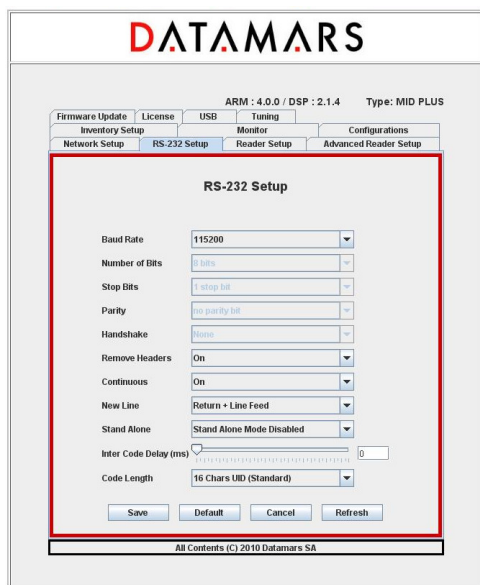 DATAMARS
ARM : 4.0.0 / DSP : 2.1.4 Type: MID PLUS
Firmware Update License USB Tuning
Inventory Setup Monitor Configurations
Network Setup RS-232 Setup Reader Setup Advanced Reader Setup
RS-232 Setup
Baud Rate 115200
Number of Bits 8 bits
Stop Bits 1 stop bit
Parity no parity bit
Handshake None
Remove Headers On
Continuous On
New Line Return + Line Feed
Stand Alone Stand Alone Mode Disabled
Inter Code Delay (ms) 0
Code Length 16 Chars UID (Standard)
Save Default Cancel Refresh
All Contents (C) 2010 Datamars SA